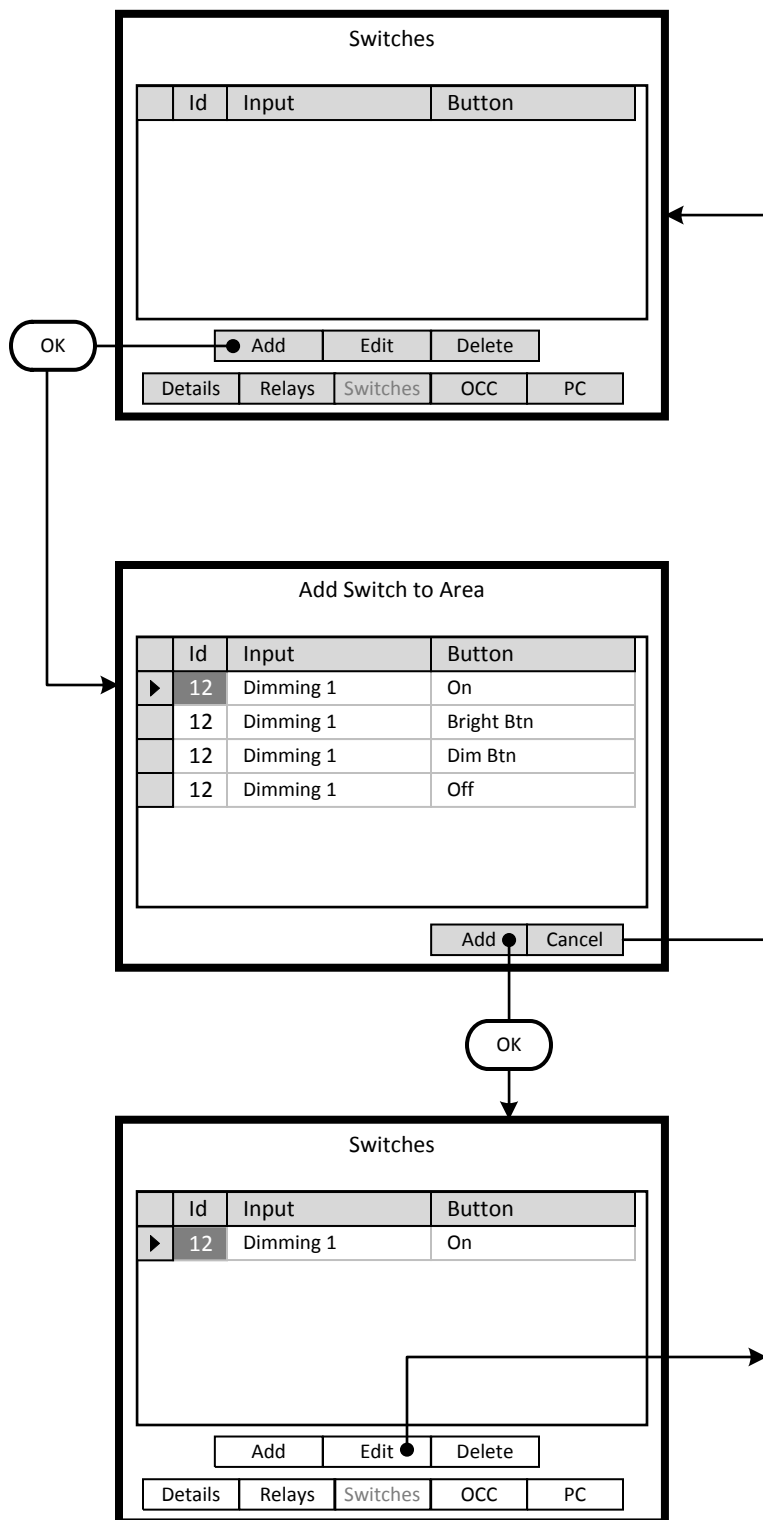 Switches
Id Input Button
OK
Add Edit Delete
Details Relays Switches OCC PC
Add Switch to Area
Id Input Button
12 Dimming 1 On
12 Dimming 1 Bright Btn
12 Dimming 1 Dim Btn
12 Dimming 1 Off
Add Cancel
OK
Switches
Id Input Button
12 Dimming 1 On
Add Edit Delete
Details Relays Switches OCC PC